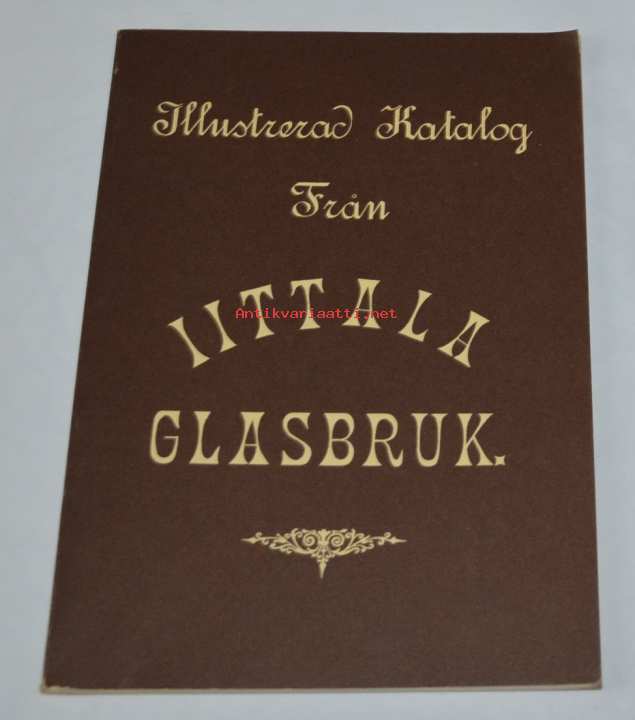 Illustrerad Katalog
Från
IITTALA
Antikvariaatti.net
GLASBRUK.